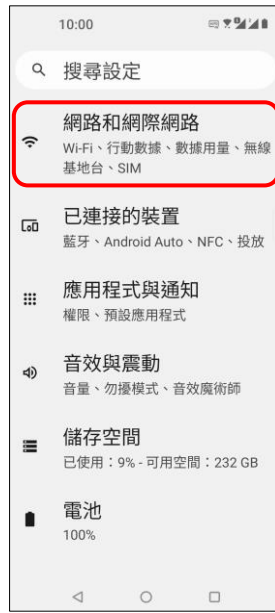 10:00
搜尋設定
網路和網際網路
Wi-Fi、行動數據、數據用量、無線
基地台、SIM
已連接的裝置
藍牙、Android Auto、NFC、投放
應用程式與通知
權限、預設應用程式
音效與震動
音量、勿擾模式、音效魔術師
儲存空間
已使用：9% - 可用空間：232 GB
電池
100%